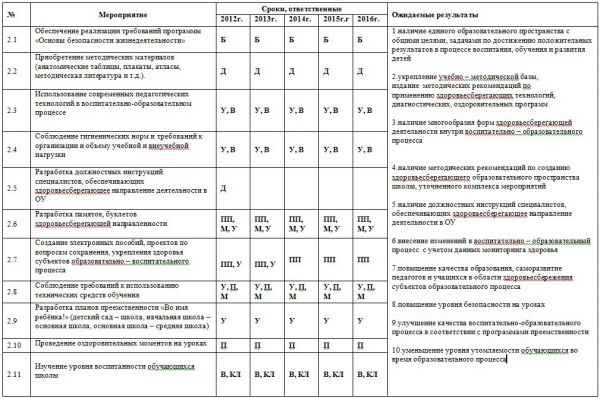 №
Мероприятие
Сроки, ответственные
Ожидаемые результаты
2012г.
2013г.
2014г.
2015г.г
2016г.
2.1
Обеспечение реализации требований программы
«Основы безопасности жизнедеятельности»
Б
Б
Б
Б
Б
2.2
Приобретение методических материалов
(анатомические таблицы, плакаты, атласы,
методическая литература и т.д.).
Д
Д
Д
Д
Д
2.3
Использование современных педагогических
технологий в воспитательно-образовательном
процессе
У, В
У, В
У, В
У, В
У, В
2.4
Соблюдение гигиенических норм и требований к
организации и объему учебной и внеучебной
нагрузки
У, В
У, В
У, В
У, В
У, В
2.5
Разработка должностных инструкций
специалистов, обеспечивающих
здоровьесберегающее направление деятельности в
ОУ
Д
2.6
Разработка памяток, буклетов
здоровьесберегающей направленности
ПП,
М, У
ПП,
М, У
ПП,
М, У
ПП,
М, У
ПП,
М, У
2.7
Создание электронных пособий, проектов по
вопросам сохранения, укрепления здоровья
субъектов образовательно – воспитательного
процесса
ПП, У
ПП, У
ПП
ПП
ПП
2.8
Соблюдение требований к использованию
технических средств обучения
У, П,
М
У, П,
М
У, П,
М
У, П,
М
У, П,
М
2.9
Разработка планов преемственности «Во имя
ребёнка!» (детский сад – школа, начальная школа –
основная школа, основная школа – средняя школа)
У
У
У
У
У
2.10
Проведение оздоровительных моментов на уроках
П
П
П
П
П
2.11
Изучение уровня воспитанности обучающихся
школы
В, КЛ
В, КЛ
В, КЛ
В, КЛ
В, КЛ
1.наличие единого образовательного пространства с
общими целями, задачами по достижению положительных
результатов в процессе воспитания, обучения и развития
детей
2.укрепление учебно – методической базы,
издание методических рекомендаций по
применению здоровьесберегающих технологий,
диагностических, оздоровительных программ
3.наличие многообразия форм здоровьесберегающей
деятельности внутри воспитательно – образовательного
процесса
4.наличие методических рекомендаций по созданию
здоровьесберегающего образовательного пространства
школы, уточненного комплекса мероприятий
5.наличие должностных инструкций специалистов,
обеспечивающих здоровьесберегающее направление
деятельности в ОУ
6.внесение изменений в воспитательно – образовательный
процесс с учетом данных мониторинга здоровья
7.повышение качества образования, саморазвитие
педагогов и учащихся в области здоровьесбережения
субъектов образовательного процесса
8.повышение уровня безопасности на уроках
9.улучшение качества воспитательно-образовательного
процесса в соответствии с программами преемственности
10.уменьшение уровня утомляемости обучающихся во
время образовательного процесса